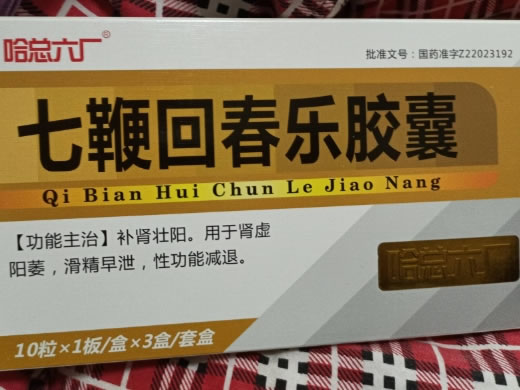 哈总六厂®
批准文号：国药准字Z22023192
七鞭回春乐胶囊
Qi Bian Hui Chun Le Jiao Nang
【功能主治】补肾壮阳。用于肾虚
阳萎，滑精早泄，性功能减退。
哈总六厂
10粒×1板/盒×3盒/套盒